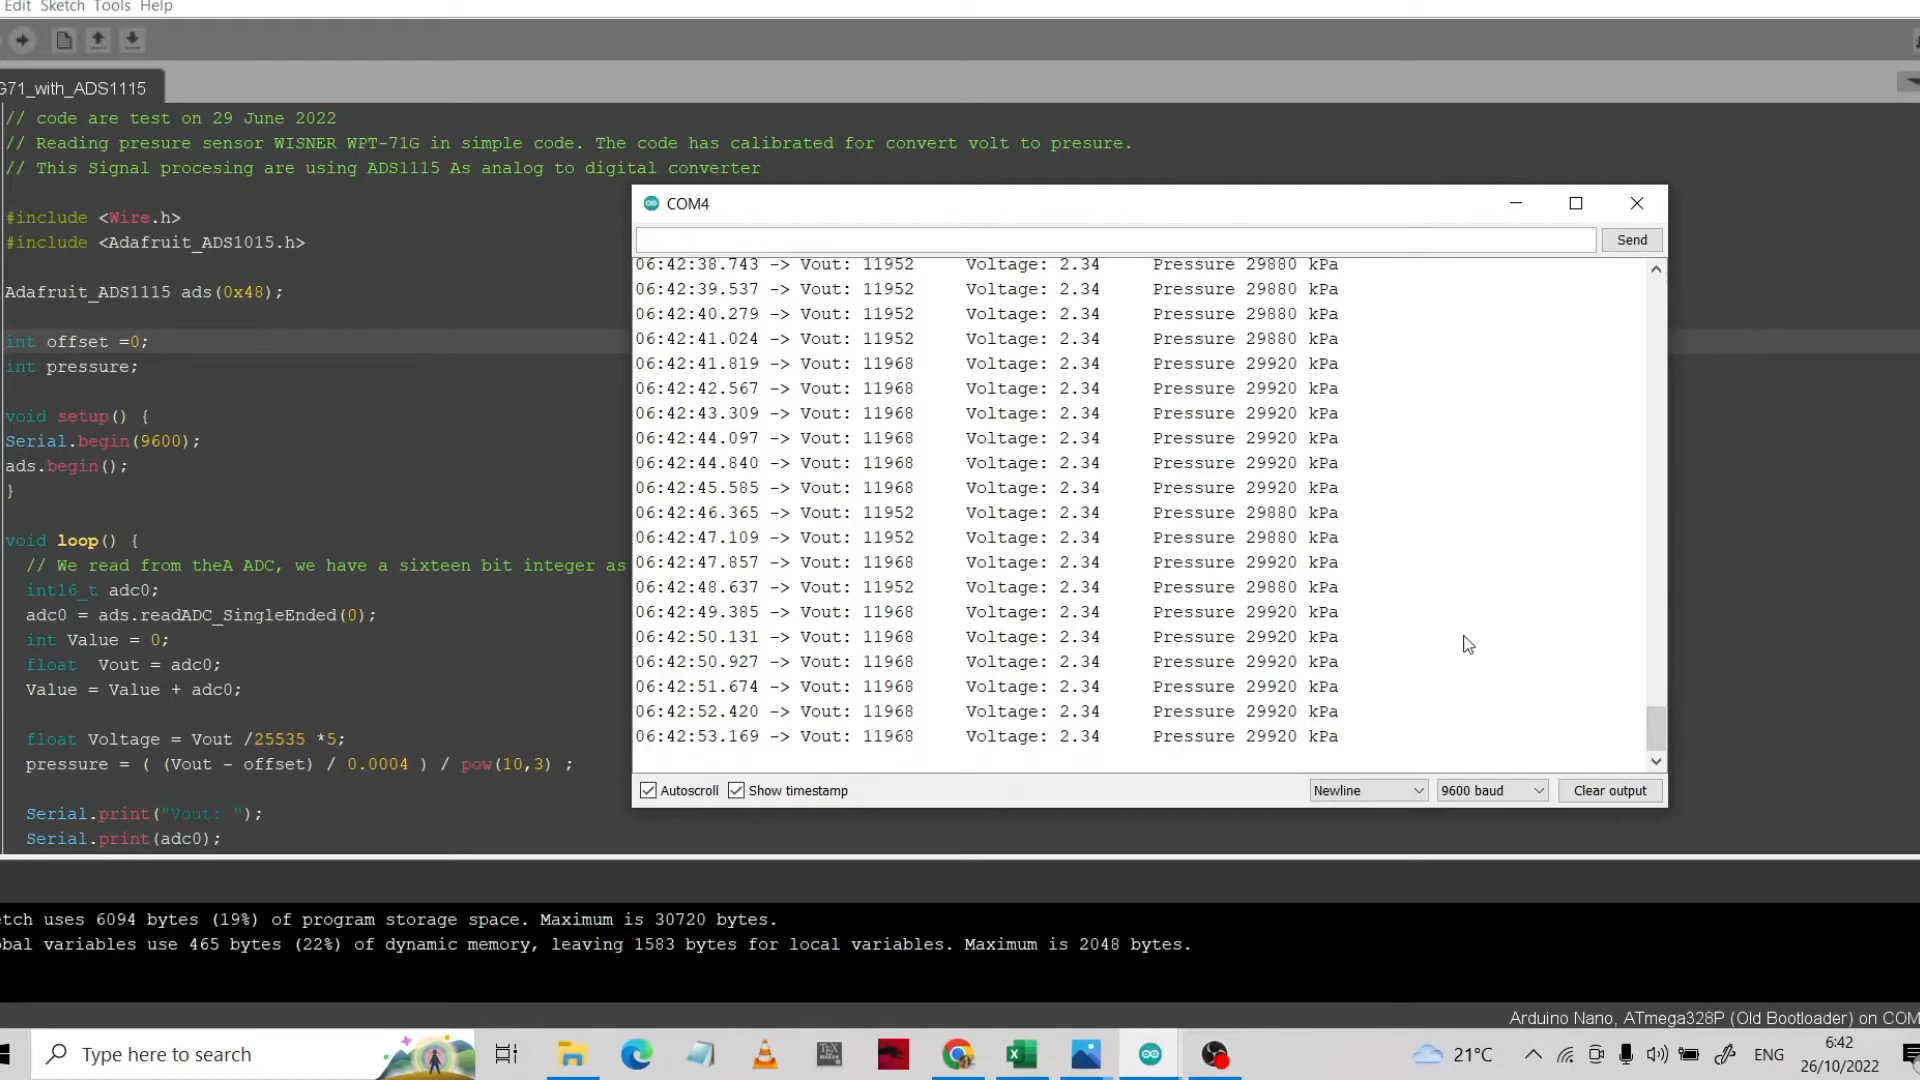 Edit Sketch Tools Help
G71_with_ADS1115
// code are test on 29 June 2022
// Reading presure sensor WISNER WPT-71G in simple code. The code has calibrated for convert volt to presure.
// This Signal procesing are using ADS1115 As analog to digital converter
#include <Wire.h>
#include <Adafruit_ADS1015.h>
Adafruit_ADS1115 ads(0x48);
int offset =0;
int pressure;
void setup() {
Serial.begin(9600);
ads.begin();
}
void loop() {
// We read from theA ADC, we have a sixteen bit integer as
int16_t adc0;
adc0 = ads.readADC_SingleEnded(0);
int Value = 0;
float  Vout = adc0;
Value = Value + adc0;
float Voltage = Vout /25535 *5;
pressure = ( (Vout - offset) / 0.0004 ) / pow(10,3) ;
Serial.print("Vout: ");
Serial.print(adc0);
COM4
Send
06:42:38.743 -> Vout: 11952 Voltage: 2.34 Pressure 29880 kPa
06:42:39.537 -> Vout: 11952 Voltage: 2.34 Pressure 29880 kPa
06:42:40.279 -> Vout: 11952 Voltage: 2.34 Pressure 29880 kPa
06:42:41.024 -> Vout: 11952 Voltage: 2.34 Pressure 29880 kPa
06:42:41.819 -> Vout: 11968 Voltage: 2.34 Pressure 29920 kPa
06:42:42.567 -> Vout: 11968 Voltage: 2.34 Pressure 29920 kPa
06:42:43.309 -> Vout: 11968 Voltage: 2.34 Pressure 29920 kPa
06:42:44.097 -> Vout: 11968 Voltage: 2.34 Pressure 29920 kPa
06:42:44.840 -> Vout: 11968 Voltage: 2.34 Pressure 29920 kPa
06:42:45.585 -> Vout: 11968 Voltage: 2.34 Pressure 29920 kPa
06:42:46.365 -> Vout: 11952 Voltage: 2.34 Pressure 29880 kPa
06:42:47.109 -> Vout: 11952 Voltage: 2.34 Pressure 29880 kPa
06:42:47.857 -> Vout: 11968 Voltage: 2.34 Pressure 29920 kPa
06:42:48.637 -> Vout: 11952 Voltage: 2.34 Pressure 29880 kPa
06:42:49.385 -> Vout: 11968 Voltage: 2.34 Pressure 29920 kPa
06:42:50.131 -> Vout: 11968 Voltage: 2.34 Pressure 29920 kPa
06:42:50.927 -> Vout: 11968 Voltage: 2.34 Pressure 29920 kPa
06:42:51.674 -> Vout: 11968 Voltage: 2.34 Pressure 29920 kPa
06:42:52.420 -> Vout: 11968 Voltage: 2.34 Pressure 29920 kPa
06:42:53.169 -> Vout: 11968 Voltage: 2.34 Pressure 29920 kPa
Autoscroll Show timestamp Newline 9600 baud Clear output
etch uses 6094 bytes (19%) of program storage space. Maximum is 30720 bytes.
obal variables use 465 bytes (22%) of dynamic memory, leaving 1583 bytes for local variables. Maximum is 2048 bytes.
Arduino Nano, ATmega328P (Old Bootloader) on COM
Type here to search
21°C
ENG
6:42
26/10/2022